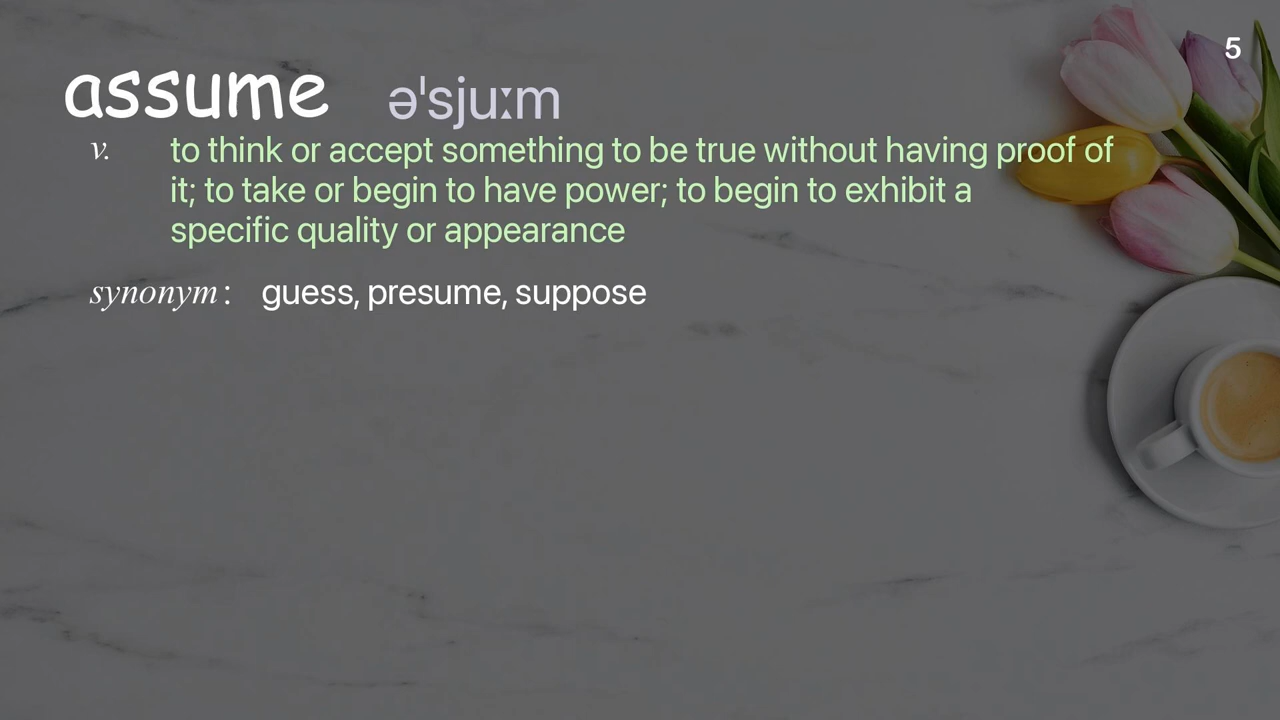 5
assume əˈsjuːm
v. to think or accept something to be true without having proof of
it; to take or begin to have power; to begin to exhibit a
specific quality or appearance
synonym: guess, presume, suppose